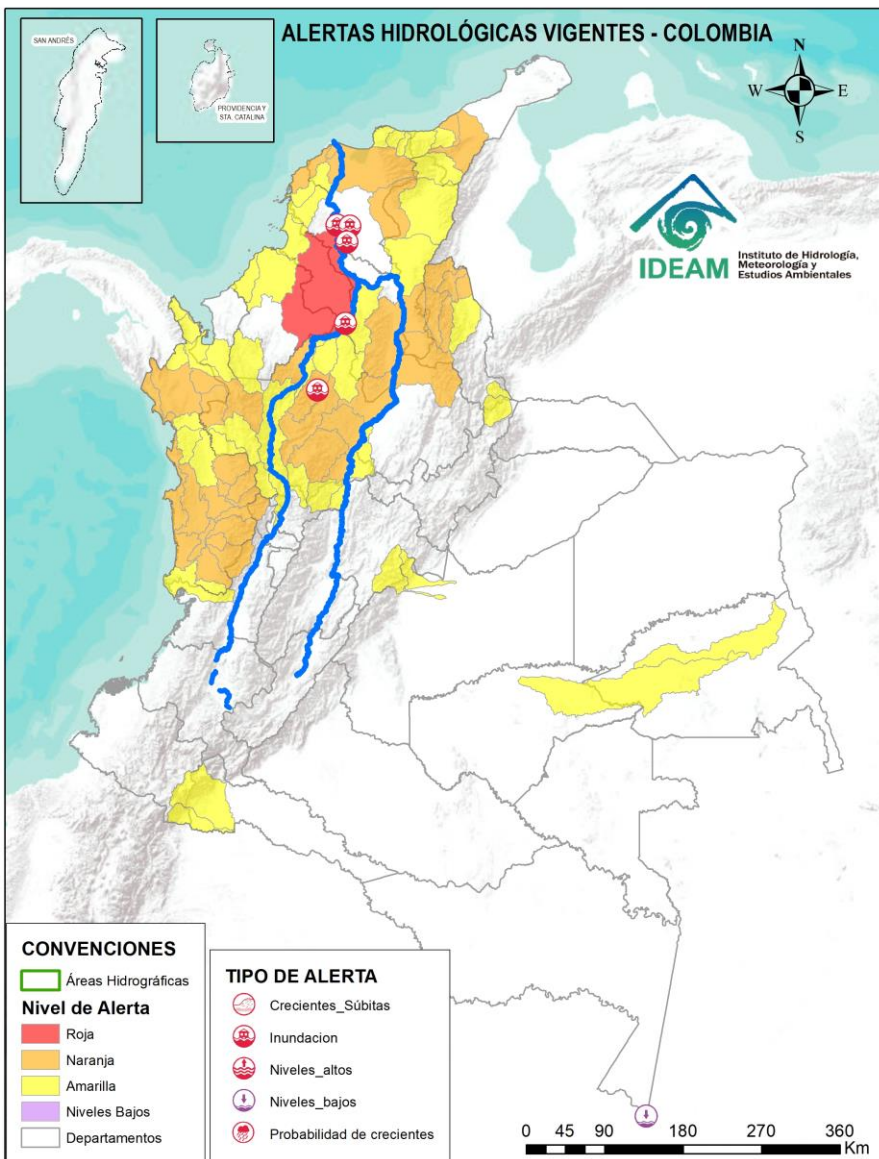 ALERTAS HIDROLÓGICAS VIGENTES - COLOMBIA
SAN ANDRÉS
PROVIDENCIA Y
STA. CATALINA
N
W
E
S
IDEAM
Instituto de Hidrología,
Meteorología y
Estudios Ambientales
CONVENCIONES
Áreas Hidrográficas
Nivel de Alerta
Roja
Naranja
Amarilla
Niveles Bajos
Departamentos
TIPO DE ALERTA
Crecientes_Súbitas
Inundacion
Niveles_altos
Niveles_bajos
Probabilidad de crecientes
0 45 90 180 270 360
Km